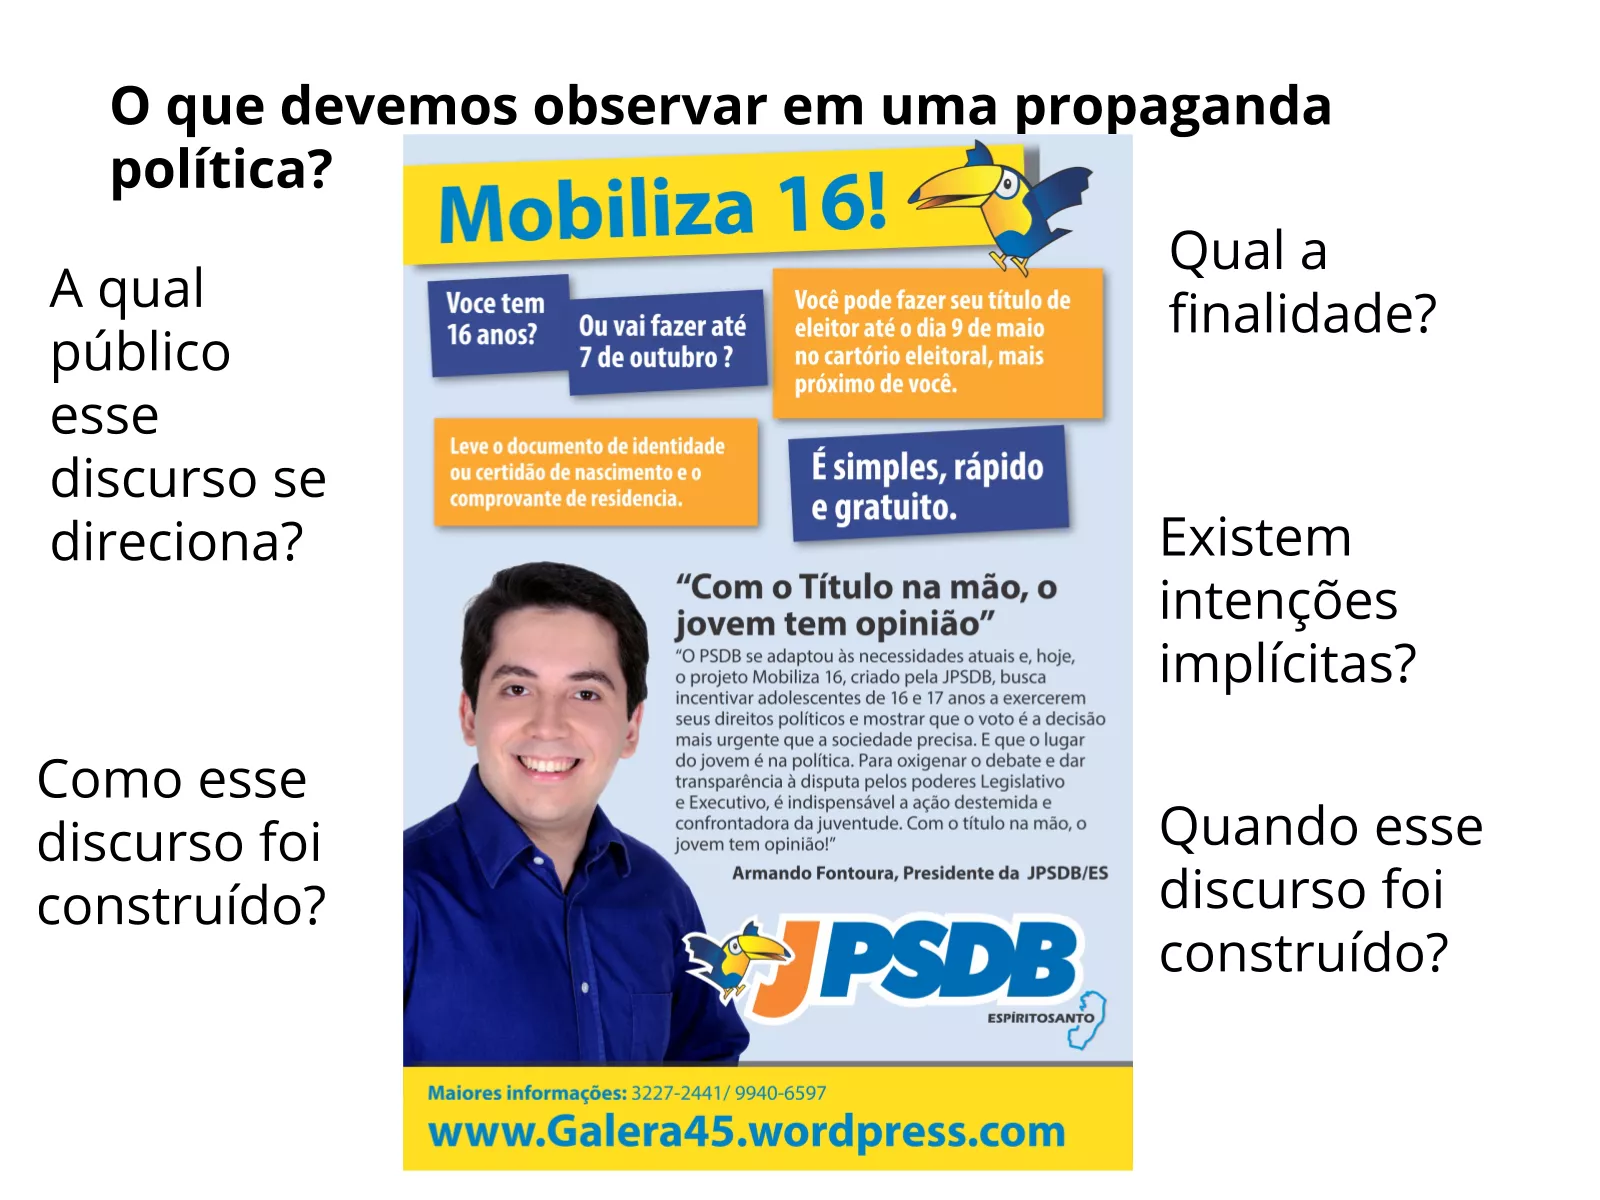 O que devemos observar em uma propaganda
política?
A qual
público
esse
discurso se
direciona?
Como esse
discurso foi
construído?
Mobiliza 16!
Voce tem
16 anos?
Ou vai fazer até
7 de outubro ?
Você pode fazer seu título de
eleitor até o dia 9 de maio
no cartório eleitoral, mais
próximo de você.
Leve o documento de identidade
ou certidão de nascimento e o
comprovante de residencia.
É simples, rápido
e gratuito.
“Com o Título na mão, o
jovem tem opinião”
“O PSDB se adaptou às necessidades atuais e, hoje,
o projeto Mobiliza 16, criado pela JPSDB, busca
incentivar adolescentes de 16 e 17 anos a exercerem
seus direitos políticos e mostrar que o voto é a decisão
mais urgente que a sociedade precisa. E que o lugar
do jovem é na política. Para oxigenar o debate e dar
transparência à disputa pelos poderes Legislativo
e Executivo, é indispensável a ação destemida e
confrontadora da juventude. Com o título na mão, o
jovem tem opinião!”
Armando Fontoura, Presidente da JPSDB/ES
JPSDB
ESPÍRITOSANTO
Maiores informações: 3227-2441/ 9940-6597
www.Galera45.wordpress.com
Qual a
finalidade?
Existem
intenções
implícitas?
Quando esse
discurso foi
construído?